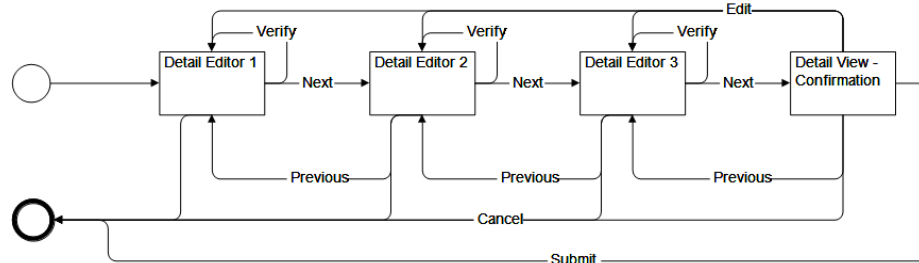 Edit
Verify
Verify
Verify
Detail Editor 1
Detail Editor 2
Detail Editor 3
Detail View -
Confirmation
Next
Next
Next
Previous
Previous
Previous
Cancel
Submit